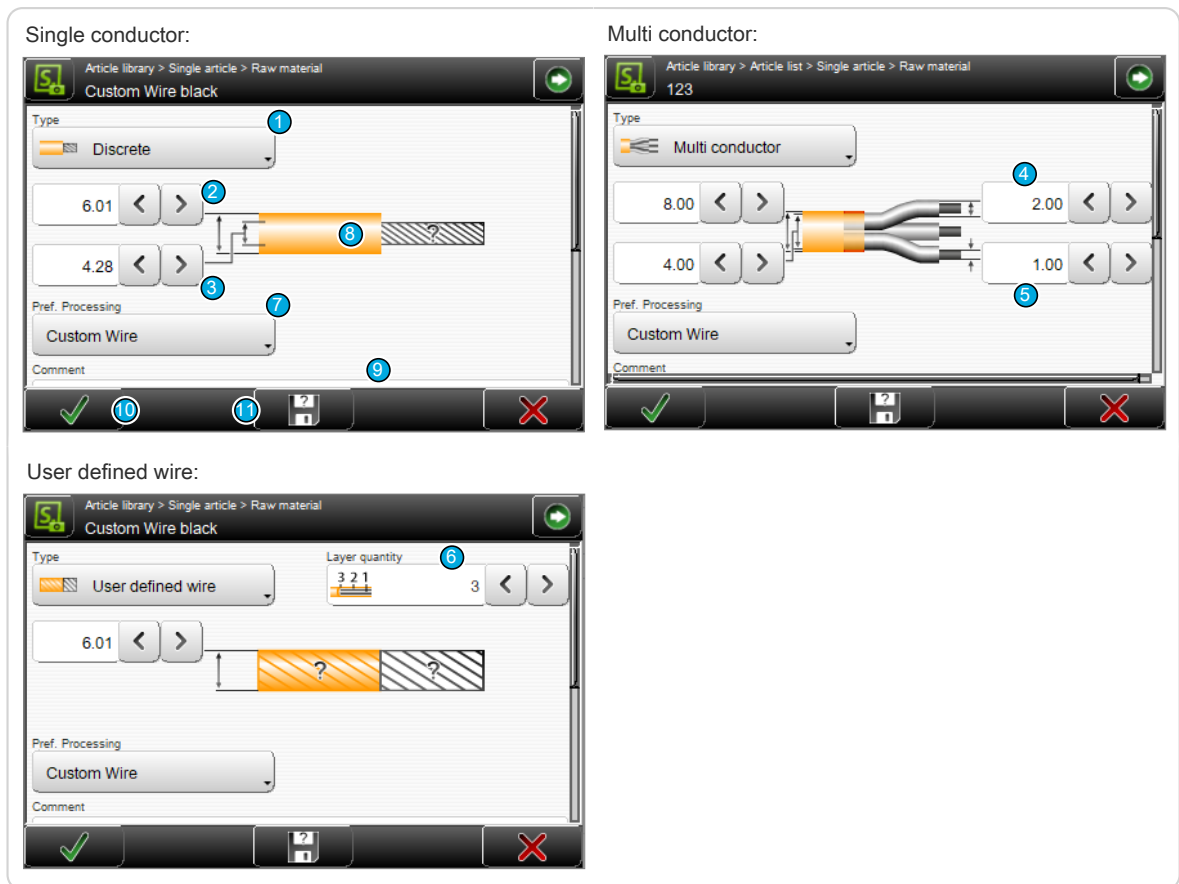 Single conductor:
Article library > Single article > Raw material
Custom Wire black
Type
1
Discrete
6.01
2
8
?
4.28
3
Pref. Processing
7
Custom Wire
Comment
9
10
11
?
Multi conductor:
Article library > Article list > Single article > Raw material
123
Type
Multi conductor
4
8.00
2.00
4.00
1.00
5
Pref. Processing
Custom Wire
Comment
?
User defined wire:
Article library > Single article > Raw material
Custom Wire black
Type
Layer quantity
6
User defined wire
3 2 1
3
6.01
?
?
Pref. Processing
Custom Wire
Comment
?